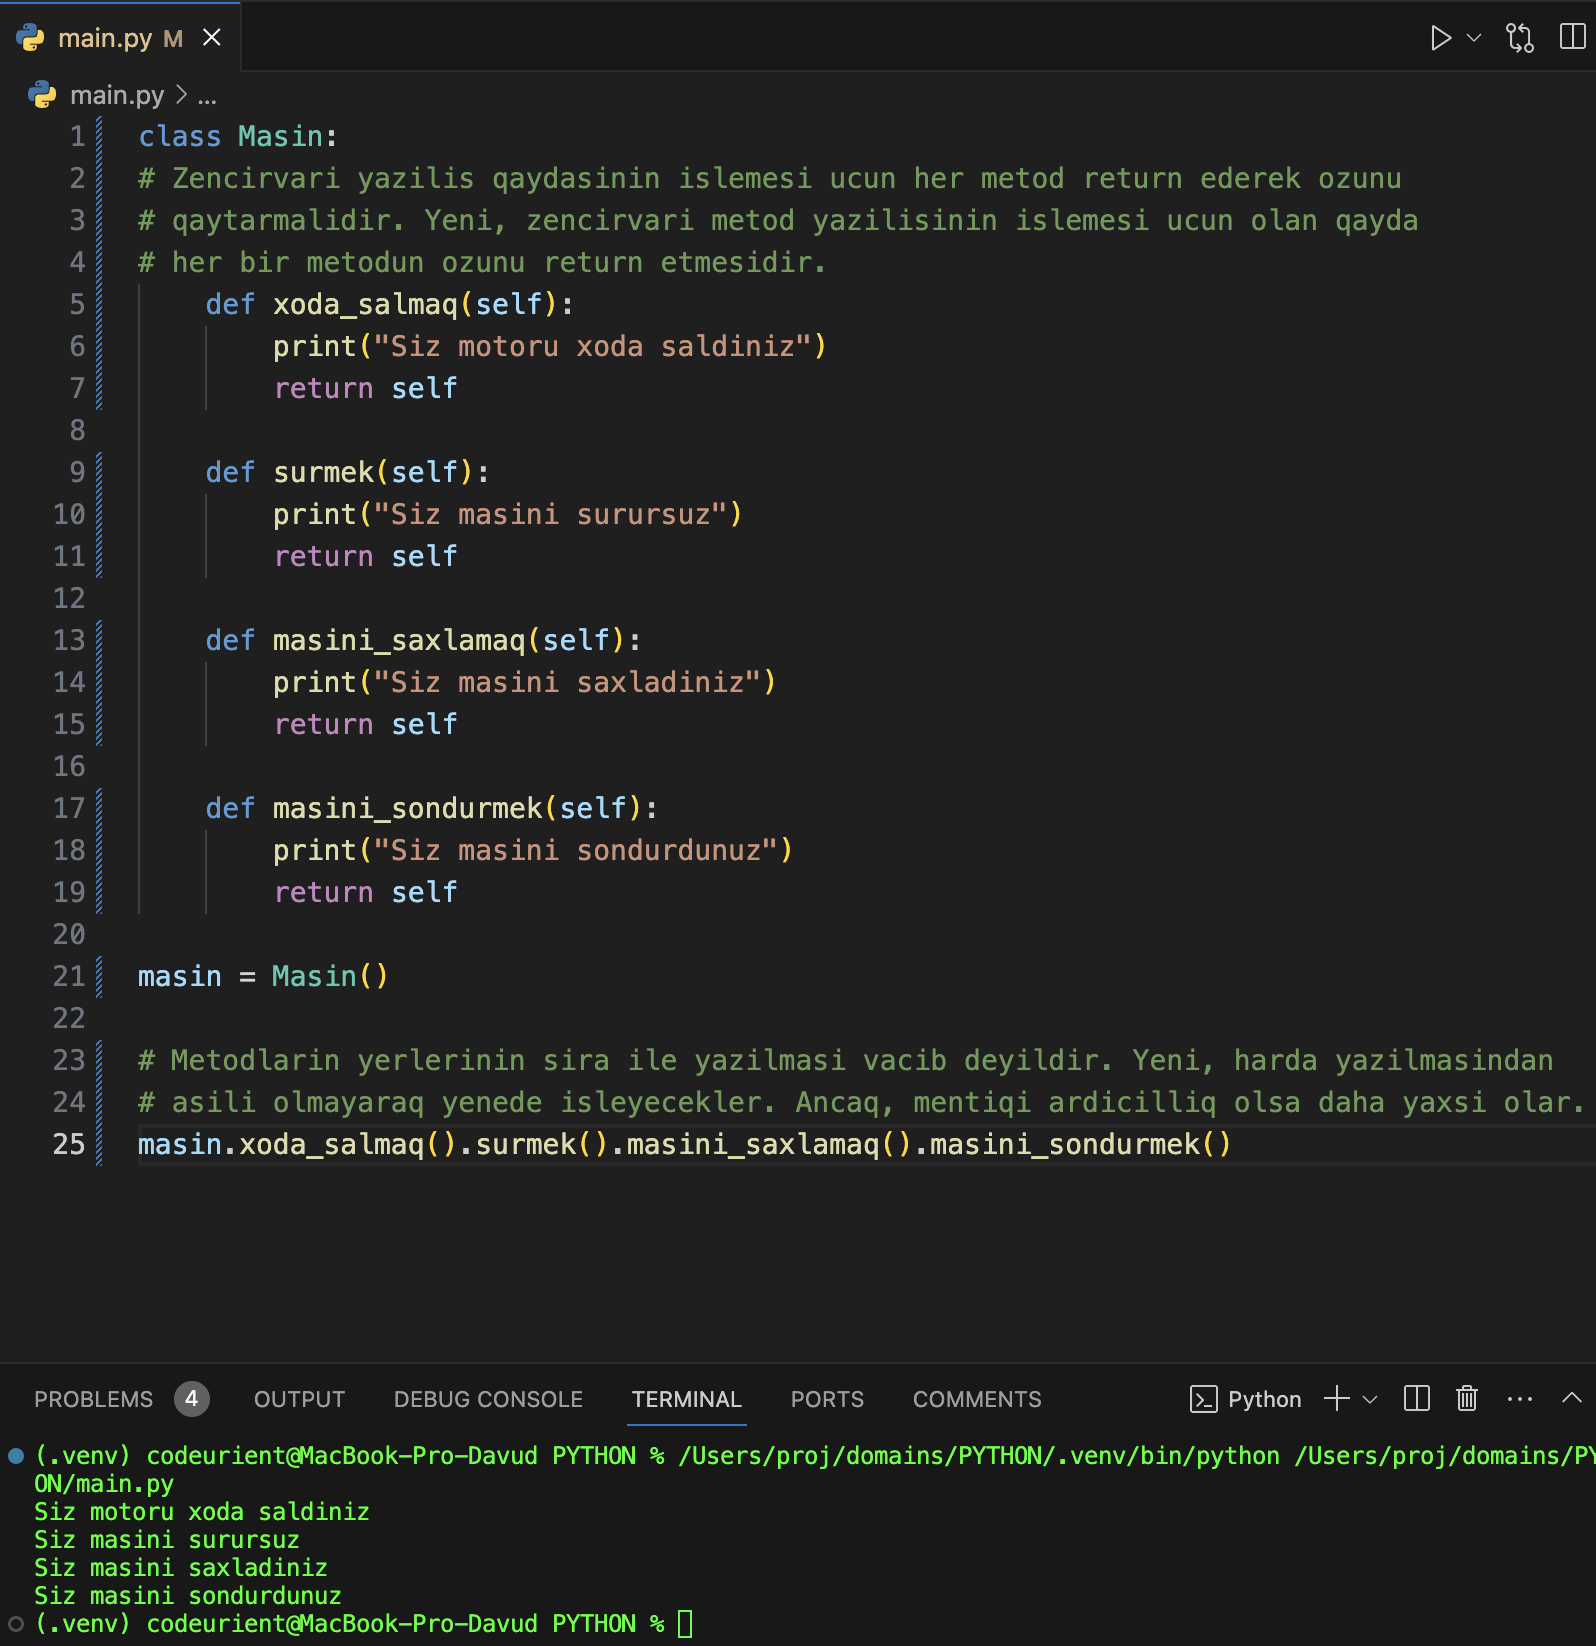 main.py M
main.py > ...
1 class Masin:
2 # Zencirvari yazilis qaydasinin islemesi ucun her metod return ederek ozunu
3 # qaytarmalidir. Yeni, zencirvari metod yazilisinin islemesi ucun olan qayda
4 # her bir metodun ozunu return etmesidir.
5     def xoda_salmaq(self):
6         print("Siz motoru xoda saldiniz")
7         return self
8
9     def surmek(self):
10         print("Siz masini surursuz")
11         return self
12
13     def masini_saxlamaq(self):
14         print("Siz masini saxladiniz")
15         return self
16
17     def masini_sondurmek(self):
18         print("Siz masini sondurdunuz")
19         return self
20
21 masin = Masin()
22
23 # Metodlarin yerlerinin sira ile yazilmasi vacib deyildir. Yeni, harda yazilmasindan
24 # asili olmayaraq yenede isleyecekler. Ancaq, mentiqi ardicilliq olsa daha yaxsi olar.
25 masin.xoda_salmaq().surmek().masini_saxlamaq().masini_sondurmek()
PROBLEMS 4 OUTPUT DEBUG CONSOLE TERMINAL PORTS COMMENTS Python
(.venv) codeurient@MacBook-Pro-Davud PYTHON % /Users/proj/domains/PYTHON/.venv/bin/python /Users/proj/domains/PY
ON/main.py
Siz motoru xoda saldiniz
Siz masini surursuz
Siz masini saxladiniz
Siz masini sondurdunuz
(.venv) codeurient@MacBook-Pro-Davud PYTHON %